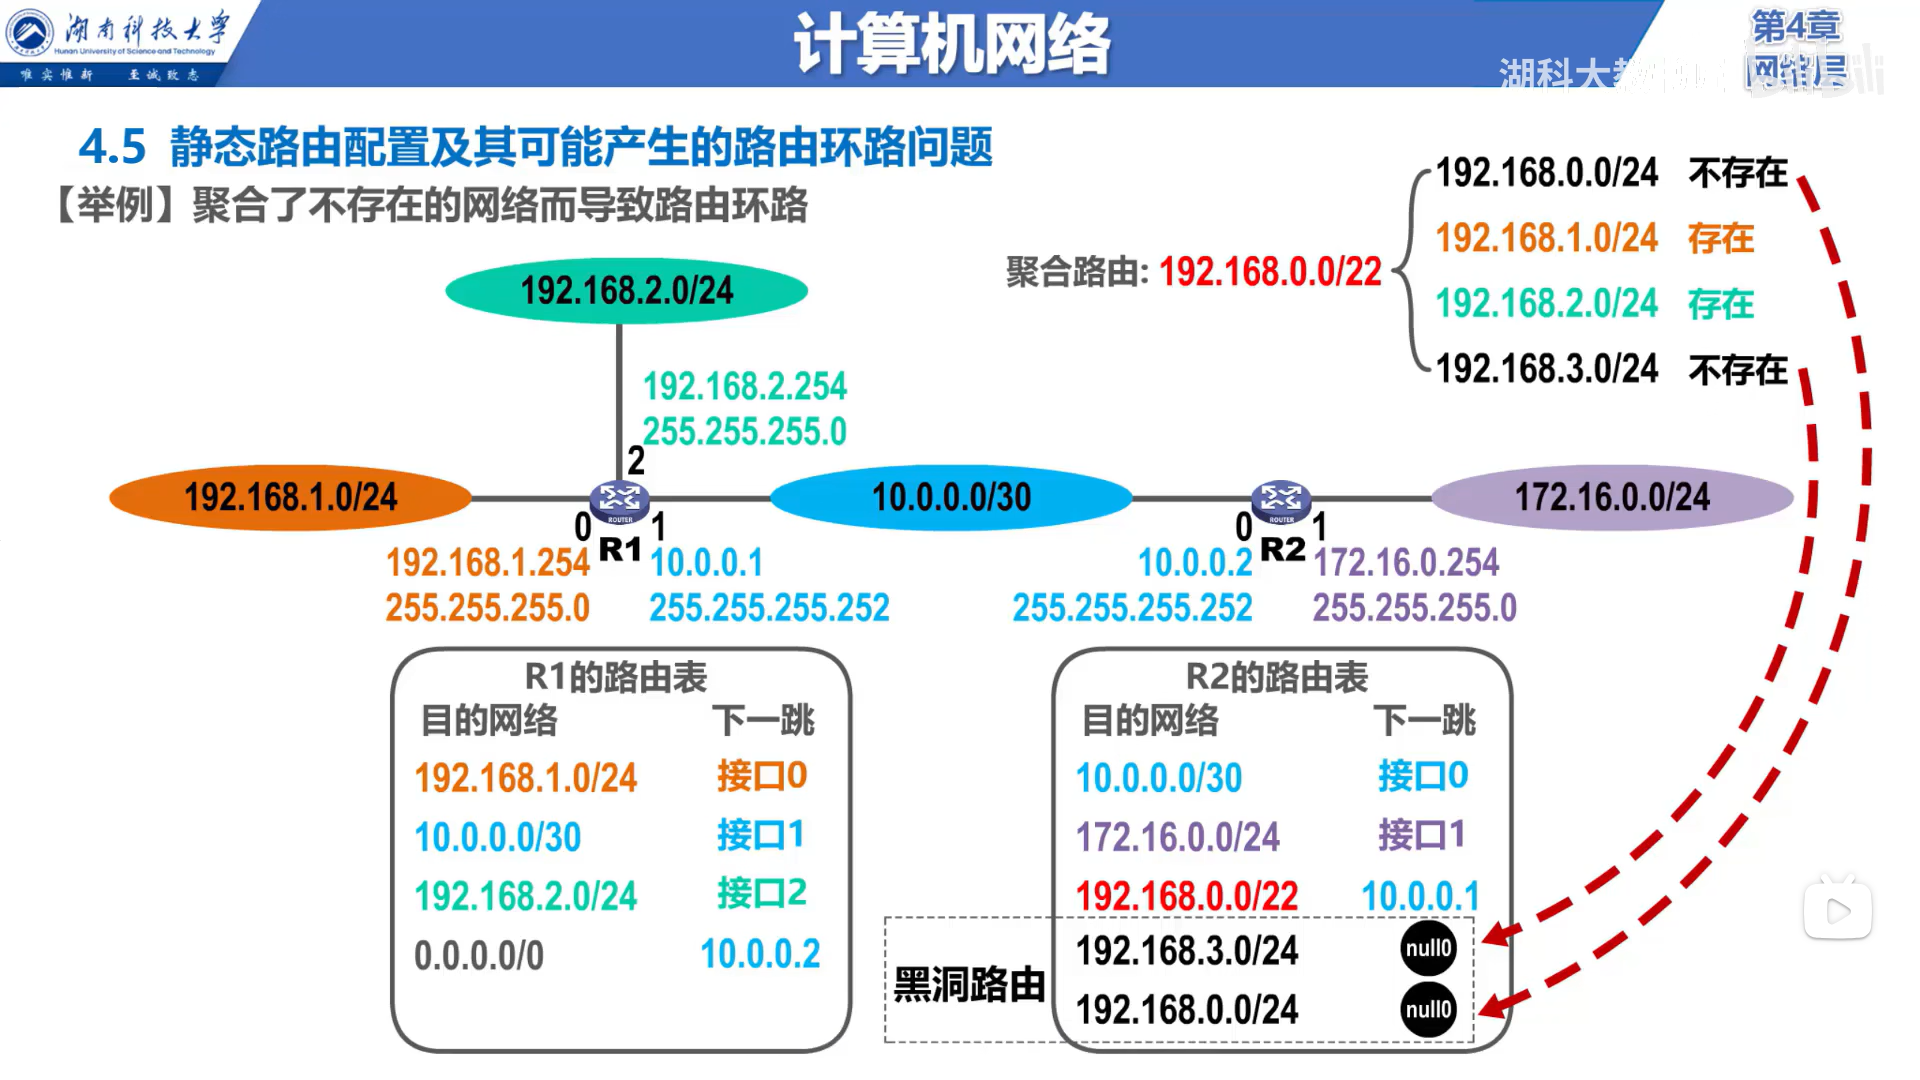 湖南科技大学
Hunan University of Science and Technology
唯实惟新 至诚致志
计算机网络
第4章
网络层
湖科大教
4.5 静态路由配置及其可能产生的路由环路问题
【举例】聚合了不存在的网络而导致路由环路
聚合路由: 192.168.0.0/22
192.168.0.0/24 不存在
192.168.1.0/24 存在
192.168.2.0/24 存在
192.168.3.0/24 不存在
192.168.2.0/24
192.168.2.254
255.255.255.0
2
192.168.1.0/24
10.0.0.0/30
172.16.0.0/24
ROUTER
ROUTER
0 R1 1
0 R2 1
192.168.1.254
255.255.255.0
10.0.0.1
255.255.255.252
10.0.0.2
255.255.255.252
172.16.0.254
255.255.255.0
R1的路由表
目的网络 下一跳
192.168.1.0/24 接口0
10.0.0.0/30 接口1
192.168.2.0/24 接口2
0.0.0.0/0 10.0.0.2
R2的路由表
目的网络 下一跳
10.0.0.0/30 接口0
172.16.0.0/24 接口1
192.168.0.0/22 10.0.0.1
黑洞路由
192.168.3.0/24 null0
192.168.0.0/24 null0